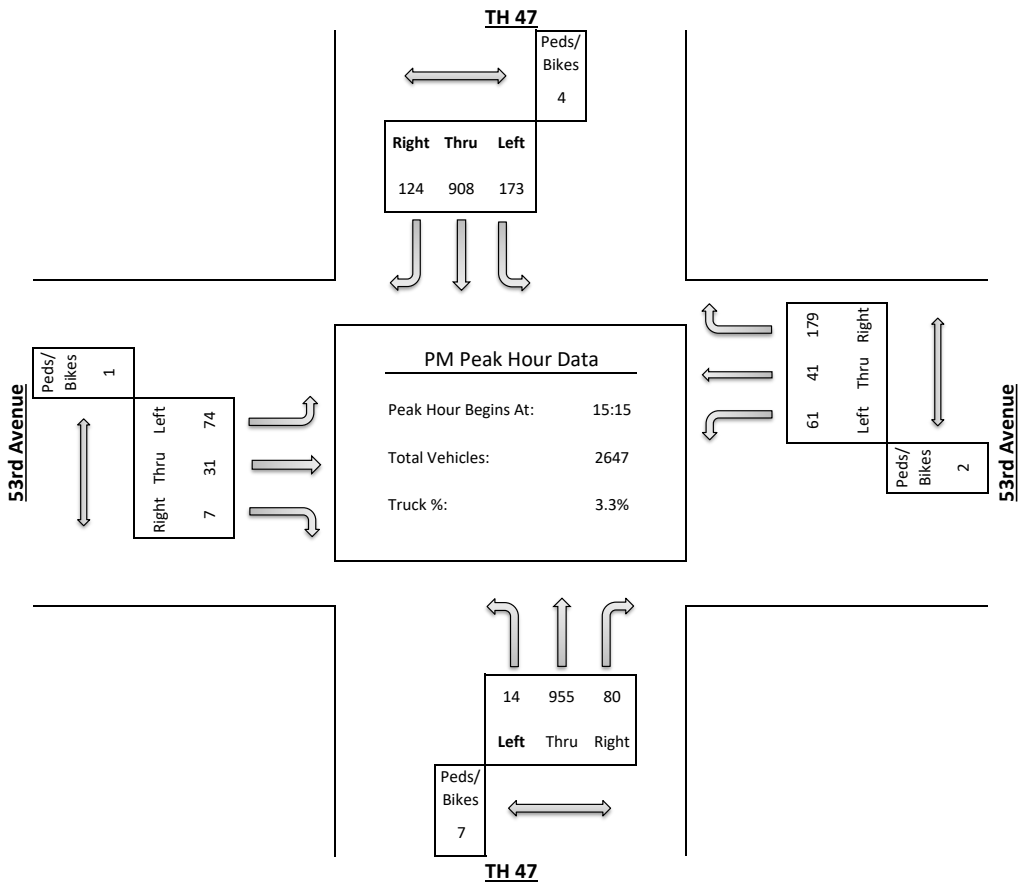 TH 47
Peds/
Bikes
4
Right Thru Left
124 908 173
PM Peak Hour Data
Peak Hour Begins At: 15:15
Total Vehicles: 2647
Truck %: 3.3%
53rd Avenue
Peds/
Bikes
1
Left 74
Thru 31
Right 7
179 Right
41 Thru
61 Left
Peds/
Bikes
2
53rd Avenue
14 955 80
Left Thru Right
Peds/
Bikes
7
TH 47